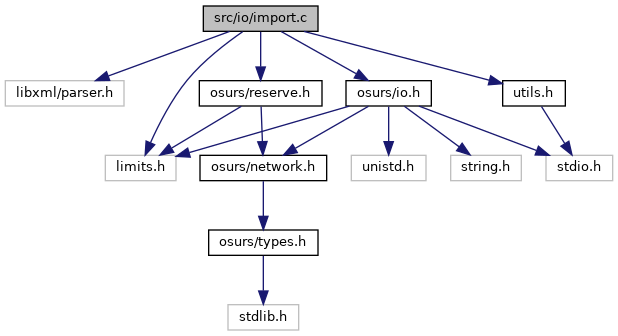 src/io/import.c
libxml/parser.h
osurs/reserve.h
osurs/io.h
utils.h
limits.h
osurs/network.h
unistd.h
string.h
stdio.h
osurs/types.h
stdlib.h